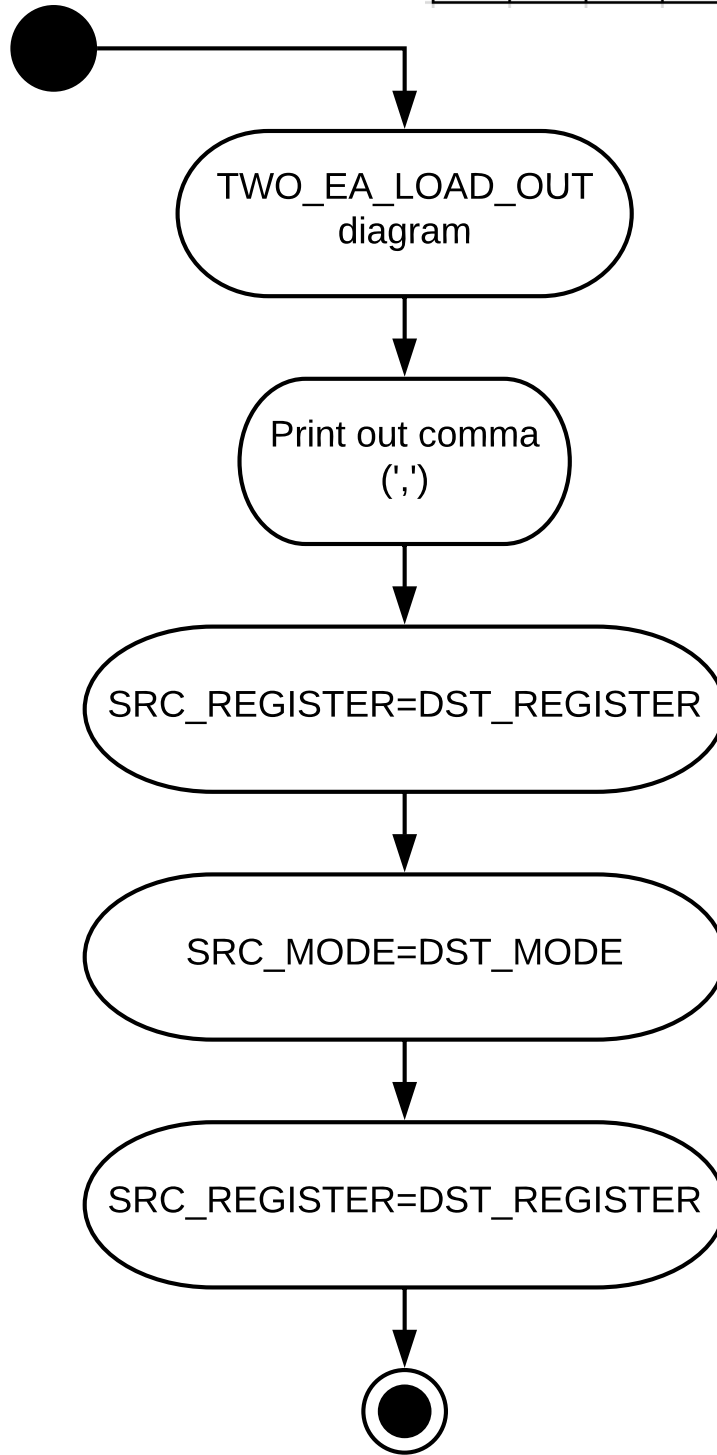 TWO_EA_LOAD_OUT
diagram
Print out comma
(',')
SRC_REGISTER=DST_REGISTER
SRC_MODE=DST_MODE
SRC_REGISTER=DST_REGISTER